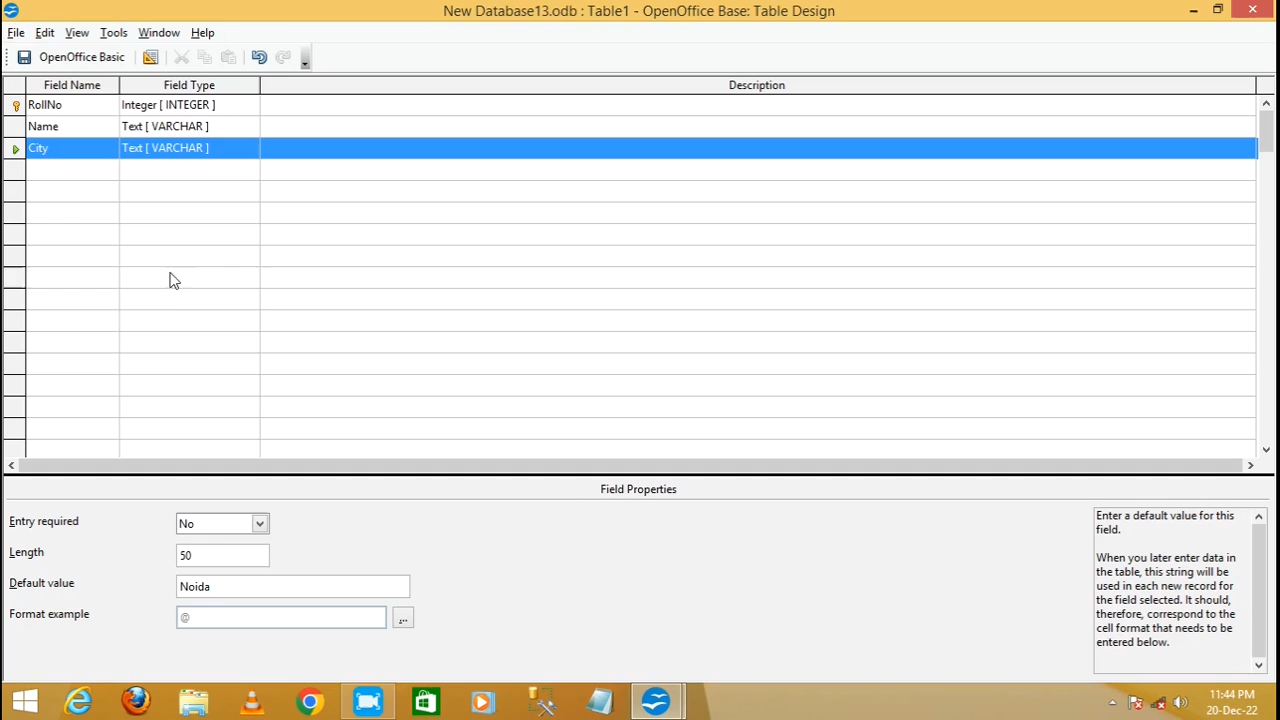 New Database13.odb : Table1 - OpenOffice Base: Table Design
File Edit View Tools Window Help
OpenOffice Basic
Field Name Field Type Description
RollNo Integer [ INTEGER ]
Name Text [ VARCHAR ]
City Text [ VARCHAR ]
Field Properties
Entry required No
Length 50
Default value Noida
Format example @ ...
Enter a default value for this
field.
When you later enter data in
the table, this string will be
used in each new record for
the field selected. It should,
therefore, correspond to the
cell format that needs to be
entered below.
11:44 PM
20-Dec-22